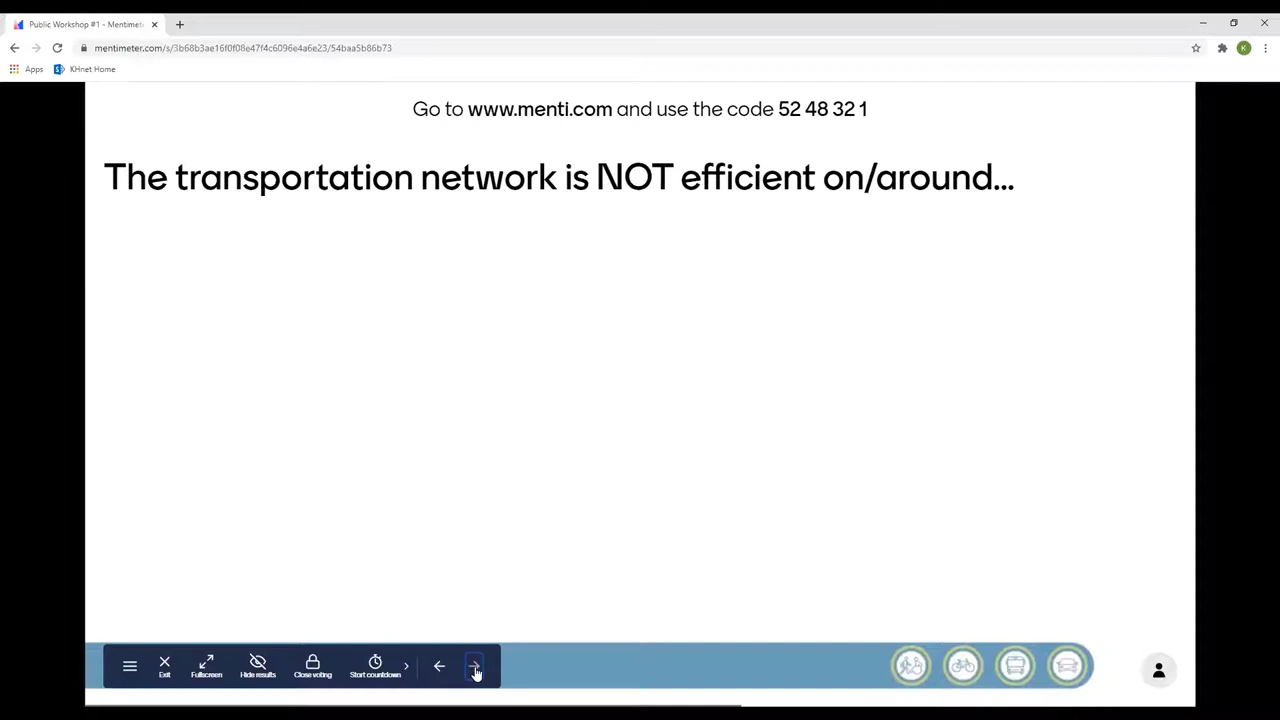 Public Workshop #1 - Mentimet
mentimeter.com/s/3b68b3ae16f0f08e47f4c6096e4a6e23/54baa5b86b73
K
Apps
KHnet Home
Go to www.menti.com and use the code 52 48 32 1
The transportation network is NOT efficient on/around...
Exit
Fullscreen
Hide results
Close voting
Start countdown